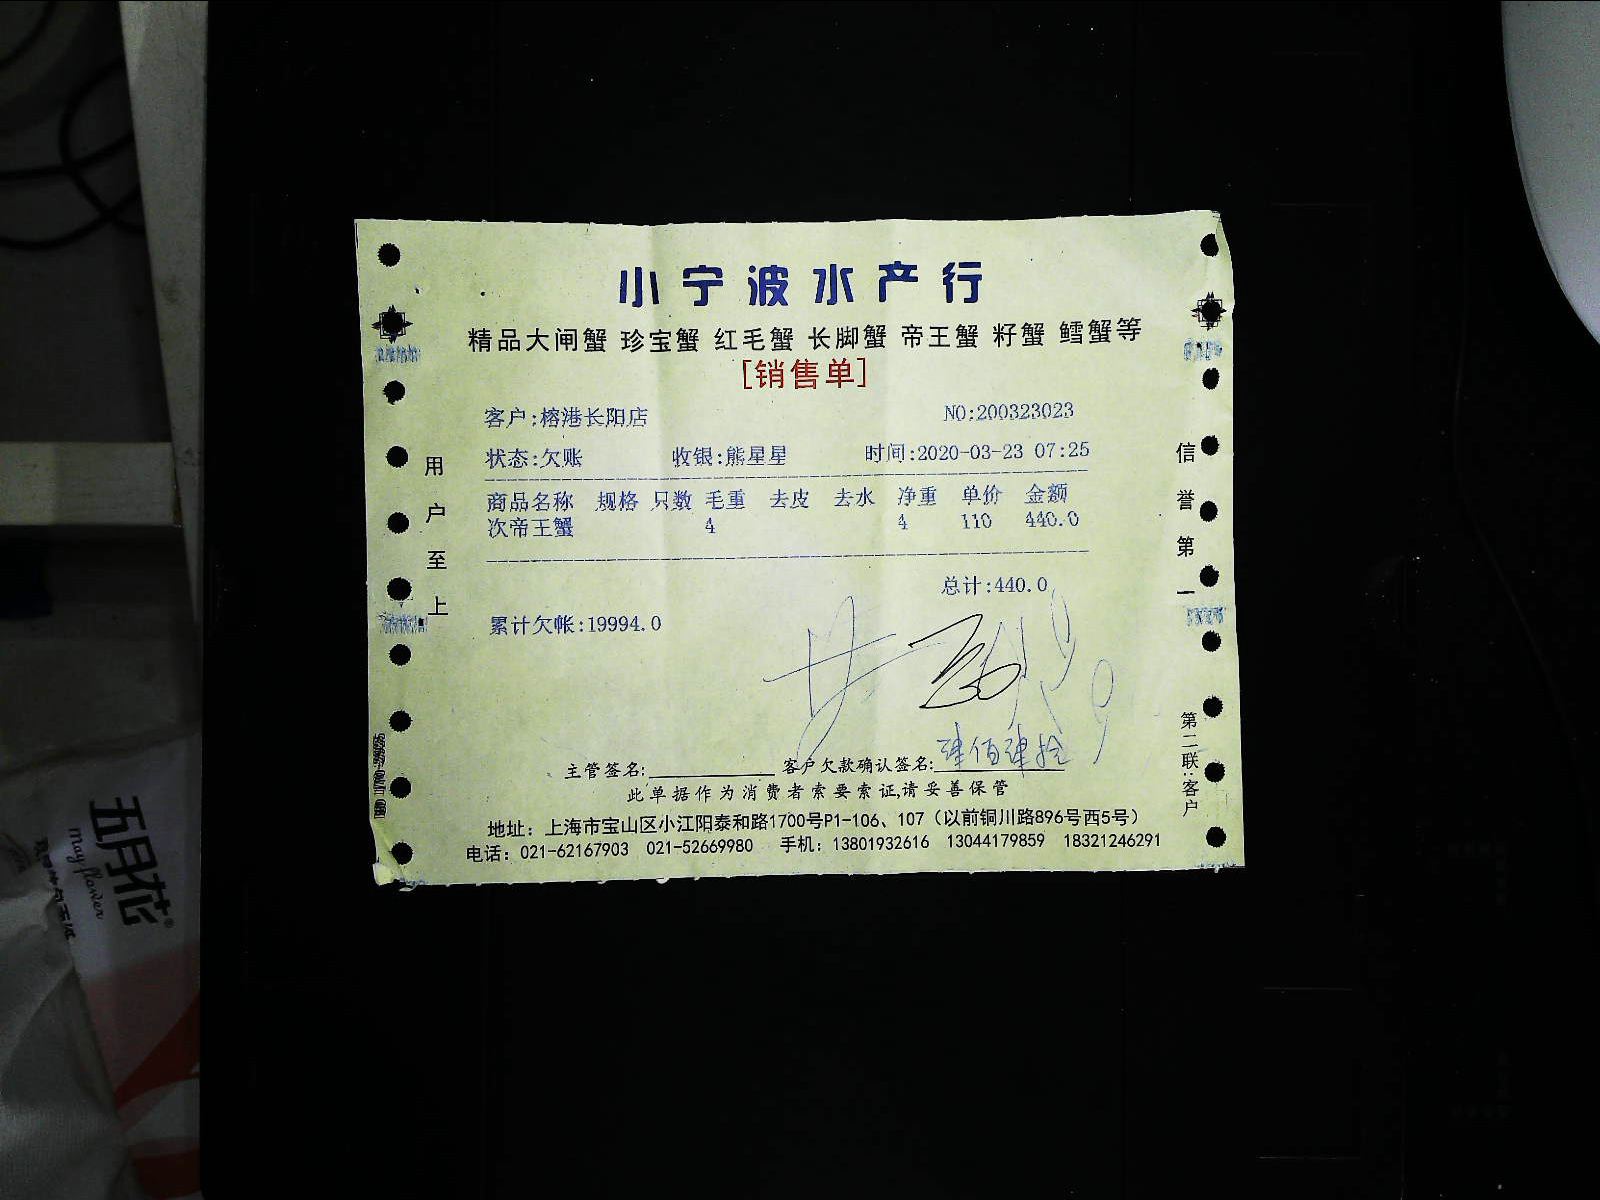 小宁波水产行
精品大闸蟹 珍宝蟹 红毛蟹 长脚蟹 帝王蟹 籽蟹 鳕蟹等
[销售单]
客户:榕港长阳店 NO:200323023
状态:欠账 收银:熊星星 时间:2020-03-23 07:25
商品名称 规格 只数 毛重 去皮 去水 净重 单价 金额
次帝王蟹 4 4 110 440.0
总计:440.0
累计欠帐:19994.0
肆佰肆拾
主管签名: 客户欠款确认签名:
此单据作为消费者索要索证,请妥善保管
地址：上海市宝山区小江阳泰和路1700号P1-106、107（以前铜川路896号西5号）
电话：021-62167903 021-52669980 手机：13801932616 13044179859 18321246291
用户至上
信誉第一
第二联:客户
五月花
Mayflower